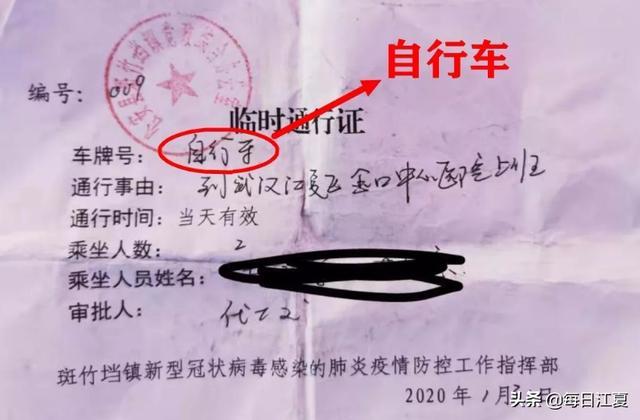 自行车
编号: 009
临时通行证
车牌号: 自行车
通行事由: 到武汉江夏区金口中心医院上班
通行时间: 当天有效
乘坐人数: 2
乘坐人员姓名:
审批人:
斑竹垱镇新型冠状病毒感染的肺炎疫情防控工作指挥部
2020 年 1月
头条 @每日江夏